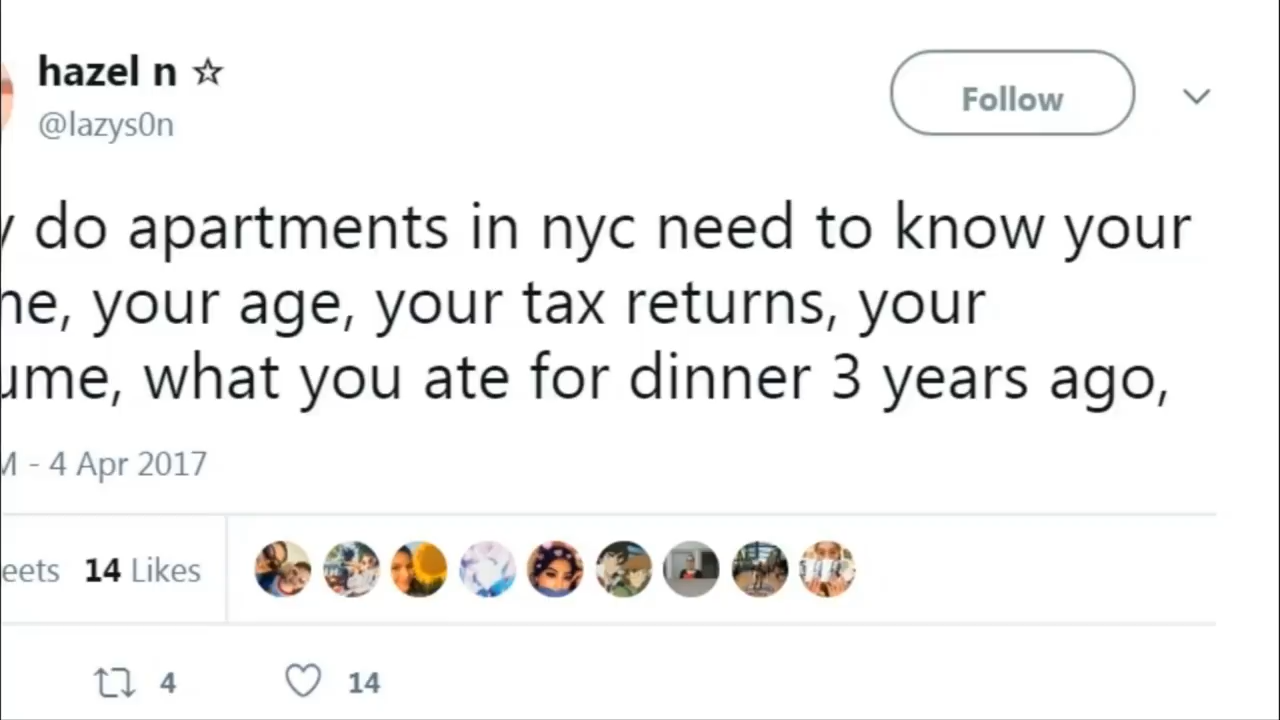 hazel n ☆
Follow
@lazys0n
do apartments in nyc need to know your
your age, your tax returns, your
what you ate for dinner 3 years ago,
- 4 Apr 2017
14 Likes
4 14